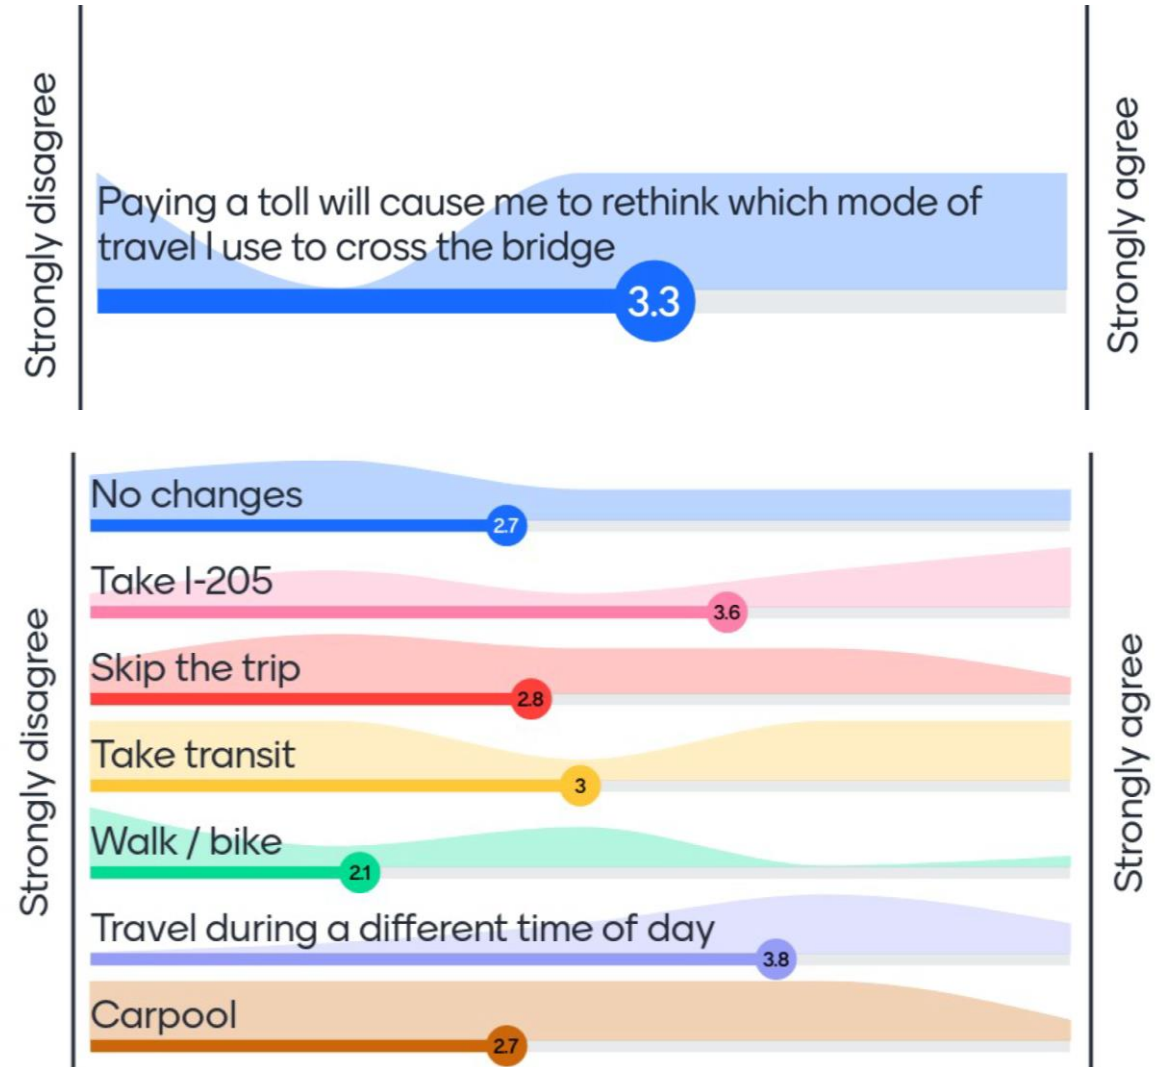 Strongly disagree
Paying a toll will cause me to rethink which mode of
travel I use to cross the bridge
3.3
Strongly agree
Strongly disagree
No changes
2.7
Take I-205
3.6
Skip the trip
2.8
Take transit
3
Walk / bike
2.1
Travel during a different time of day
3.8
Carpool
2.7
Strongly agree